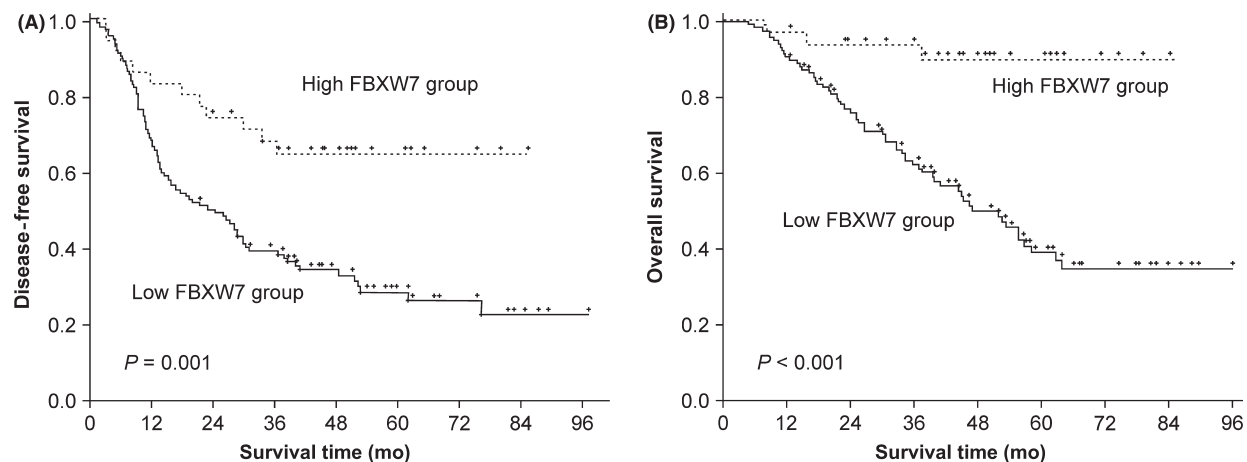 (A)
1.0
0.8
0.6
0.4
0.2
0.0
Disease-free survival
High FBXW7 group
Low FBXW7 group
P = 0.001
0 12 24 36 48 60 72 84 96
Survival time (mo)
(B)
1.0
0.8
0.6
0.4
0.2
0.0
Overall survival
High FBXW7 group
Low FBXW7 group
P < 0.001
0 12 24 36 48 60 72 84 96
Survival time (mo)